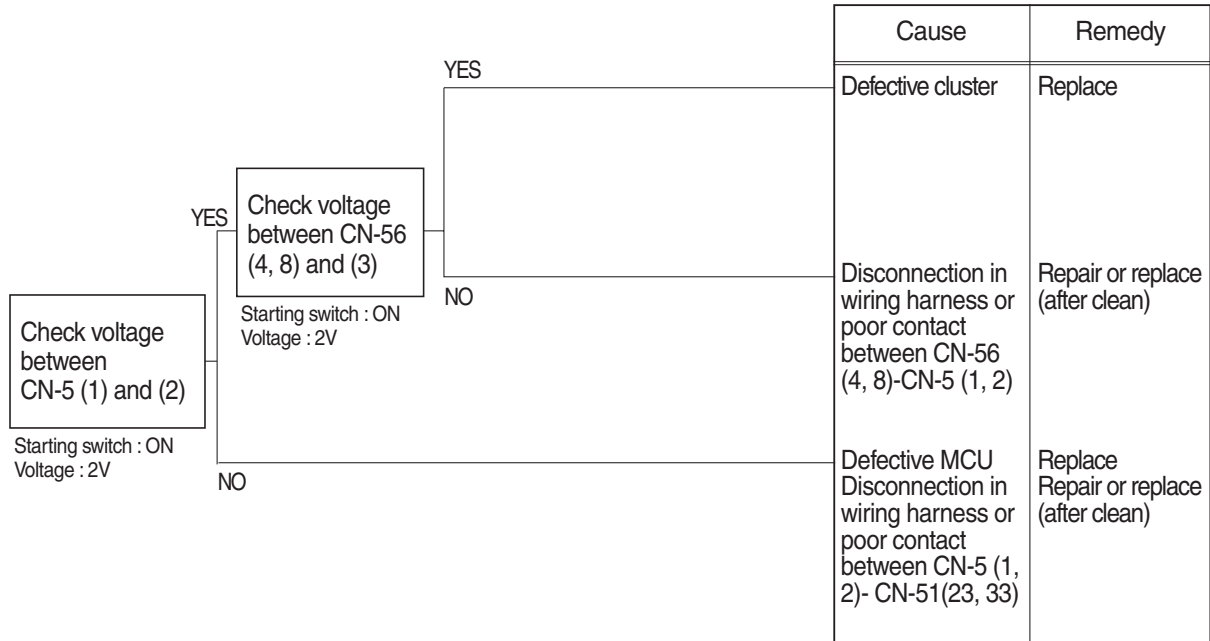 Cause
Remedy
YES
Defective cluster
Replace
YES
Check voltage
between CN-56
(4, 8) and (3)
Starting switch : ON
Voltage : 2V
NO
Disconnection in
wiring harness or
poor contact
between CN-56
(4, 8)-CN-5 (1, 2)
Repair or replace
(after clean)
Check voltage
between
CN-5 (1) and (2)
Starting switch : ON
Voltage : 2V
NO
Defective MCU
Disconnection in
wiring harness or
poor contact
between CN-5 (1,
2)- CN-51(23, 33)
Replace
Repair or replace
(after clean)